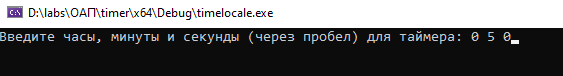 D:\labs\ОАП\timer\x64\Debug\timelocale.exe
Введите часы, минуты и секунды (через пробел) для таймера: 0 5 0